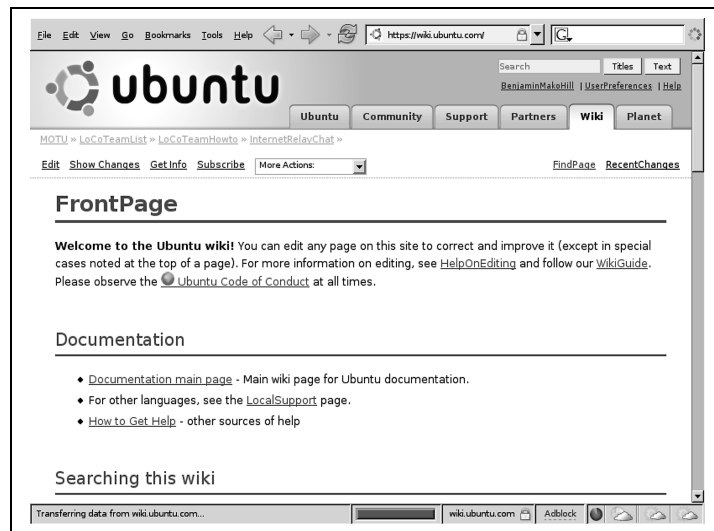 File Edit View Go Bookmarks Tools Help https://wiki.ubuntu.com/ G
ubuntu
Search Titles Text
BenjaminMakoHill | UserPreferences | Help
Ubuntu Community Support Partners Wiki Planet
MOTU » LoCoTeamList » LoCoTeamHowto » InternetRelayChat »
Edit Show Changes Get Info Subscribe More Actions: FindPage RecentChanges
FrontPage
Welcome to the Ubuntu wiki! You can edit any page on this site to correct and improve it (except in special
cases noted at the top of a page). For more information on editing, see HelpOnEditing and follow our WikiGuide.
Please observe the Ubuntu Code of Conduct at all times.
Documentation
◆ Documentation main page - Main wiki page for Ubuntu documentation.
◆ For other languages, see the LocalSupport page.
◆ How to Get Help - other sources of help
Searching this wiki
Transferring data from wiki.ubuntu.com... wiki.ubuntu.com Adblock